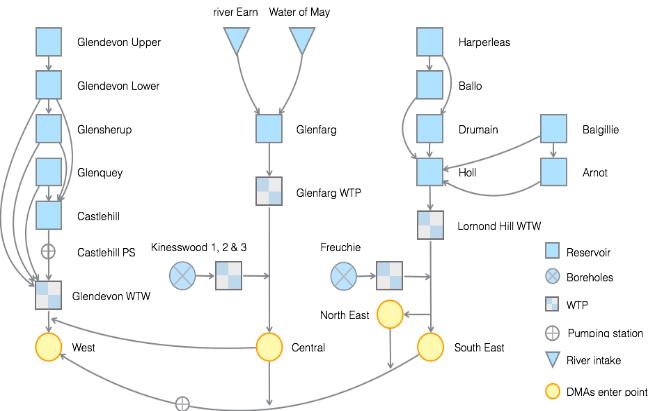 river Earn Water of May
Glendevon Upper
Harperleas
Glendevon Lower
Ballo
Glensherup
Glenfarg
Drumain
Balgillie
Glenquey
Holl
Arnot
Glenfarg WTP
Castlehill
Lomond Hill WTW
Castlehill PS
Kinesswood 1, 2 & 3
Freuchie
Reservoir
Boreholes
Glendevon WTW
WTP
North East
Pumping station
West
Central
South East
River intake
DMAs enter point